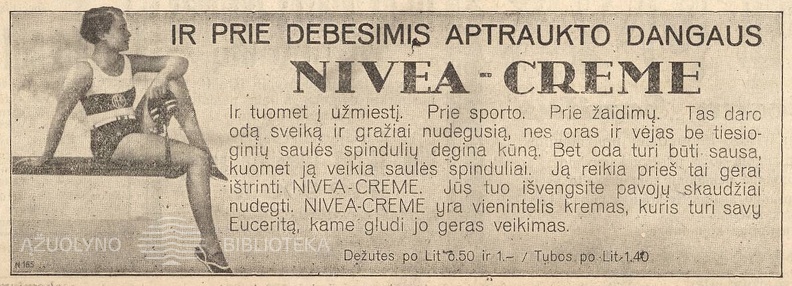 IR PRIE DEBESIMIS APTRAUKTO DANGAUS
NIVEA-CREME
Ir tuomet į užmiestį. Prie sporto. Prie žaidimų. Tas daro
odą sveiką ir gražiai nudegusią, nes oras ir vėjas be tiesio-
ginių saulės spindulių degina kūną. Bet oda turi būti sausa,
kuomet ją veikia saulės spinduliai. Ją reikia prieš tai gerai
ištrinti. NIVEA-CREME. Jūs tuo išvengsite pavojų skaudžiai
nudegti. NIVEA-CREME yra vienintelis kremas, kuris turi savy
Euceritą, kame gludi jo geras veikimas.
AŽUOLYNO BIBLIOTEKA
Dežutes po Lit 0.50 ir 1.– / Tubos po Lit 1.40
N 165